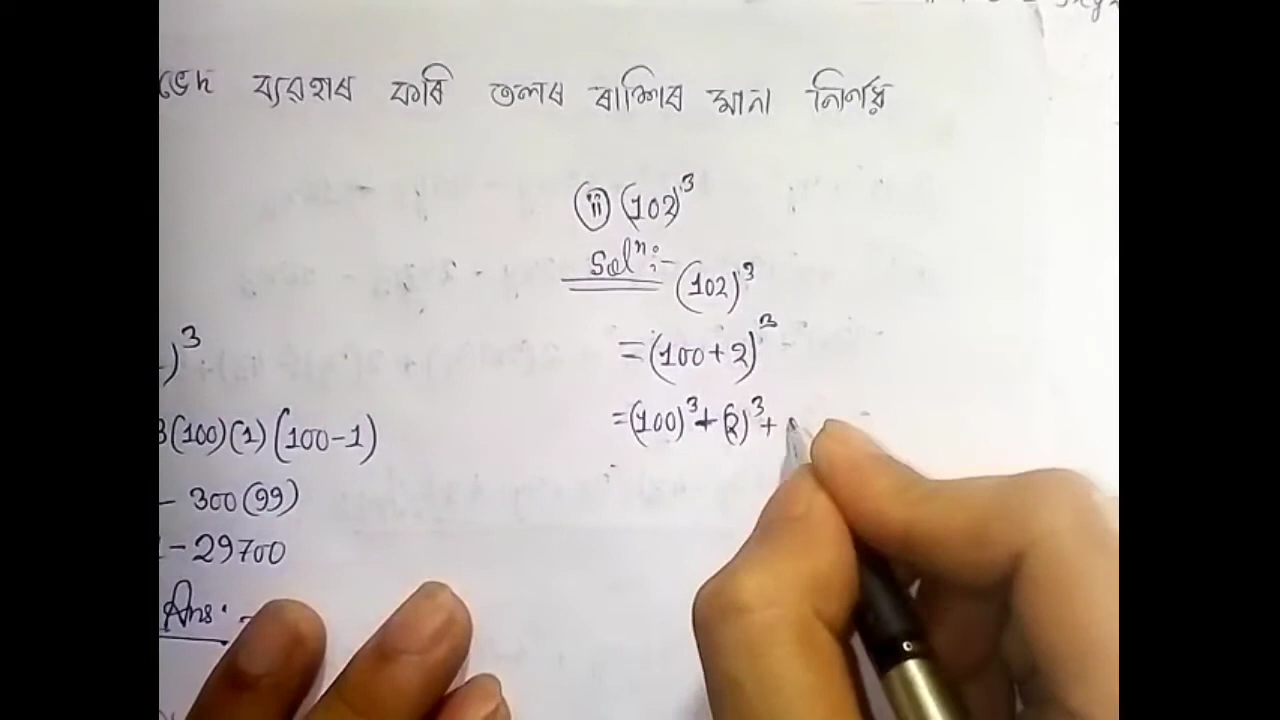 ব্যৱহাৰ কৰি তলৰ ৰাশিৰ মান নিৰ্ণয়
(ii) (102)³
Solⁿ:- (102)³
= (100+2)³
= (100)³ + (2)³ +
)³
3(100)(1)(100-1)
- 300(99)
- 29700
Ans: